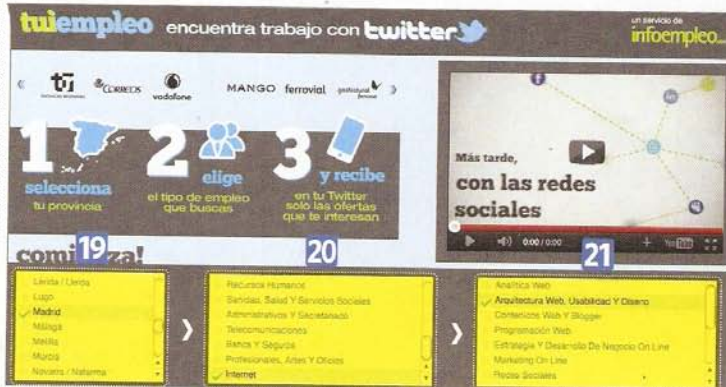 tuiempleo encuentra trabajo con twitter
un servicio de
infoempleo
CORREOS
vodafone
MANGO
ferrovial
gasNatural
fenosa
1
selecciona
tu provincia
2
elige
el tipo de empleo
que buscas
3
y recibe
en tu Twitter
solo las ofertas
que te interesan
Más tarde,
con las redes
sociales
0:00 / 0:00
YouTube
19
20
21
Lleida / Lérida
Lugo
Madrid
Málaga
Melilla
Murcia
Navarra / Nafarroa
Recursos Humanos
Sanidad, Salud Y Servicios Sociales
Administrativos Y Secretariado
Telecomunicaciones
Banca Y Seguros
Profesionales, Artes Y Oficios
Internet
Analítica Web
Arquitectura Web, Usabilidad Y Diseño
Contenidos Web Y Blogger
Programación Web
Estrategia Y Desarrollo De Negocio On Line
Marketing On Line
Redes Sociales